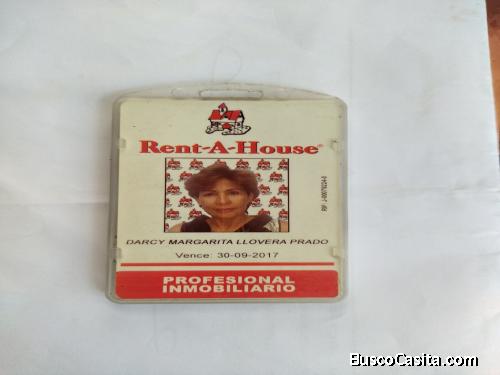 Rent-A-House®
DARCY MARGARITA LLOVERA PRADO
Vence: 30-09-2017
PROFESIONAL
INMOBILIARIO
BuscoCasita.com